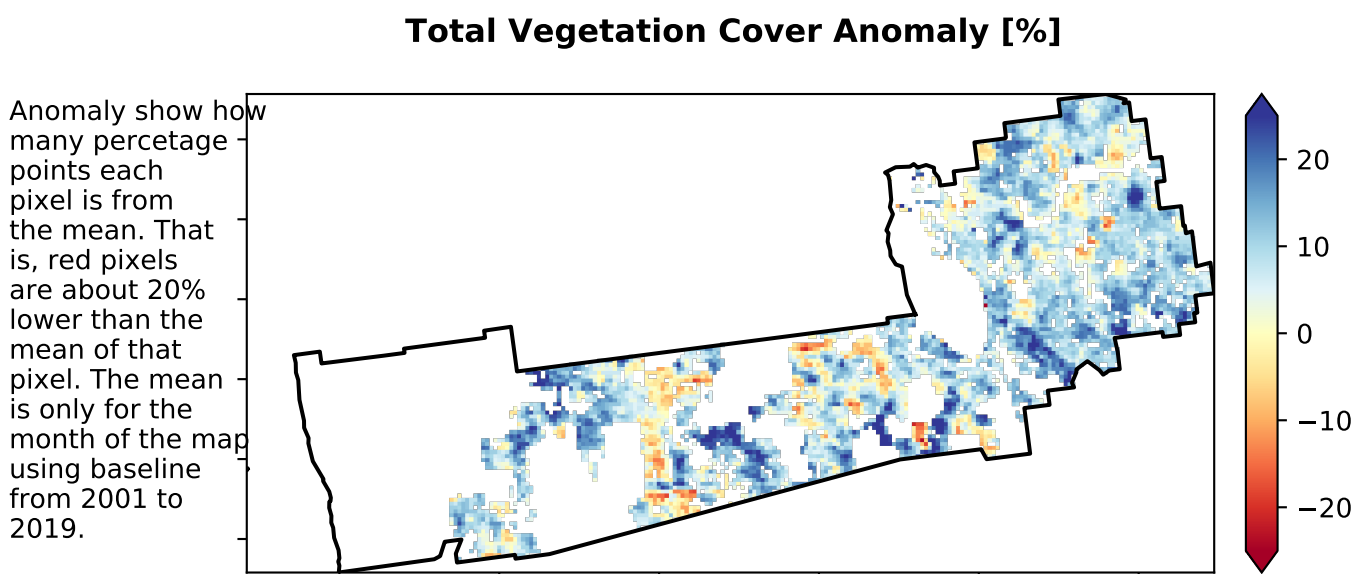 Total Vegetation Cover Anomaly [%]
Anomaly show how
many percetage
points each
pixel is from
the mean. That
is, red pixels
are about 20%
lower than the
mean of that
pixel. The mean
is only for the
month of the map
using baseline
from 2001 to
2019.
20
10
0
−10
−20